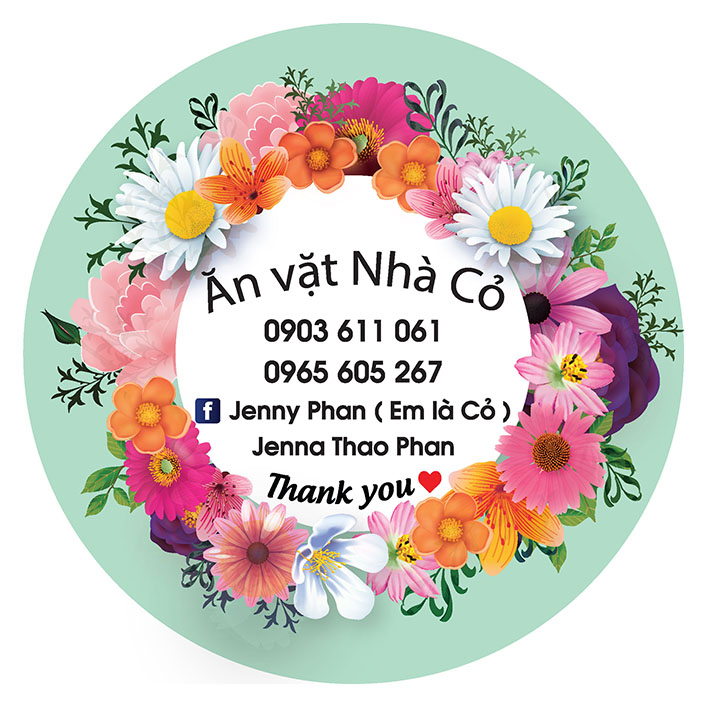 Ăn vặt Nhà Cỏ
0903 611 061
0965 605 267
f Jenny Phan ( Em là Cỏ )
Jenna Thao Phan
Thank you